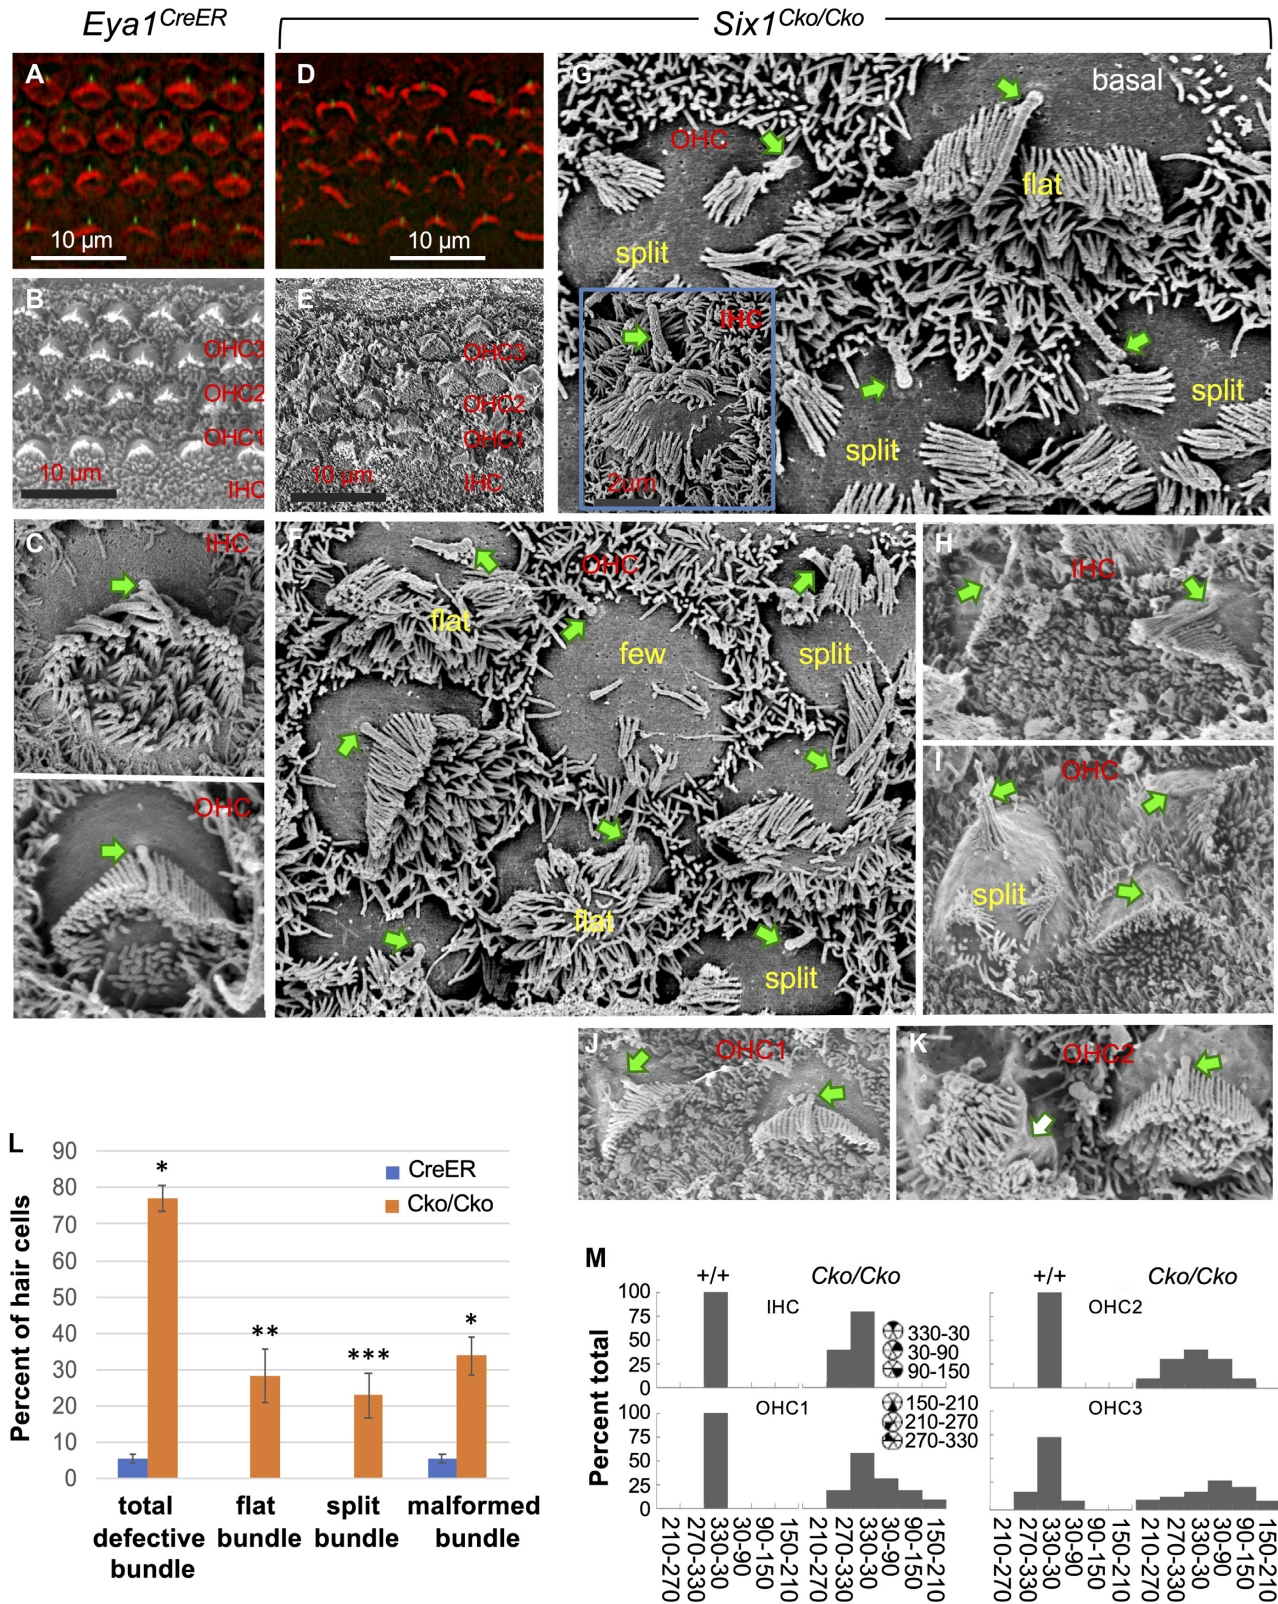 Eya1CreER
Six1Cko/Cko
A
10 µm
D
10 µm
G
basal
OHC
flat
split
IHC
2um
split
split
B
OHC3
OHC2
OHC1
10 µm
IHC
E
OHC3
OHC2
OHC1
10 µm
IHC
C
IHC
OHC
F
OHC
flat
few
split
flat
split
H
IHC
I
OHC
split
J
OHC1
K
OHC2
L
90
80
70
60
50
40
30
20
10
0
Percent of hair cells
CreER
Cko/Cko
*
**
***
*
total
defective
bundle
flat
bundle
split
bundle
malformed
bundle
M
+/+
Cko/Cko
+/+
Cko/Cko
Percent total
100
75
50
25
0
IHC
330-30
30-90
90-150
OHC2
100
75
50
25
0
OHC1
150-210
210-270
270-330
OHC3
210-270
270-330
330-30
30-90
90-150
150-210
210-270
270-330
330-30
30-90
90-150
150-210
210-270
270-330
330-30
30-90
90-150
150-210
210-270
270-330
330-30
30-90
90-150
150-210